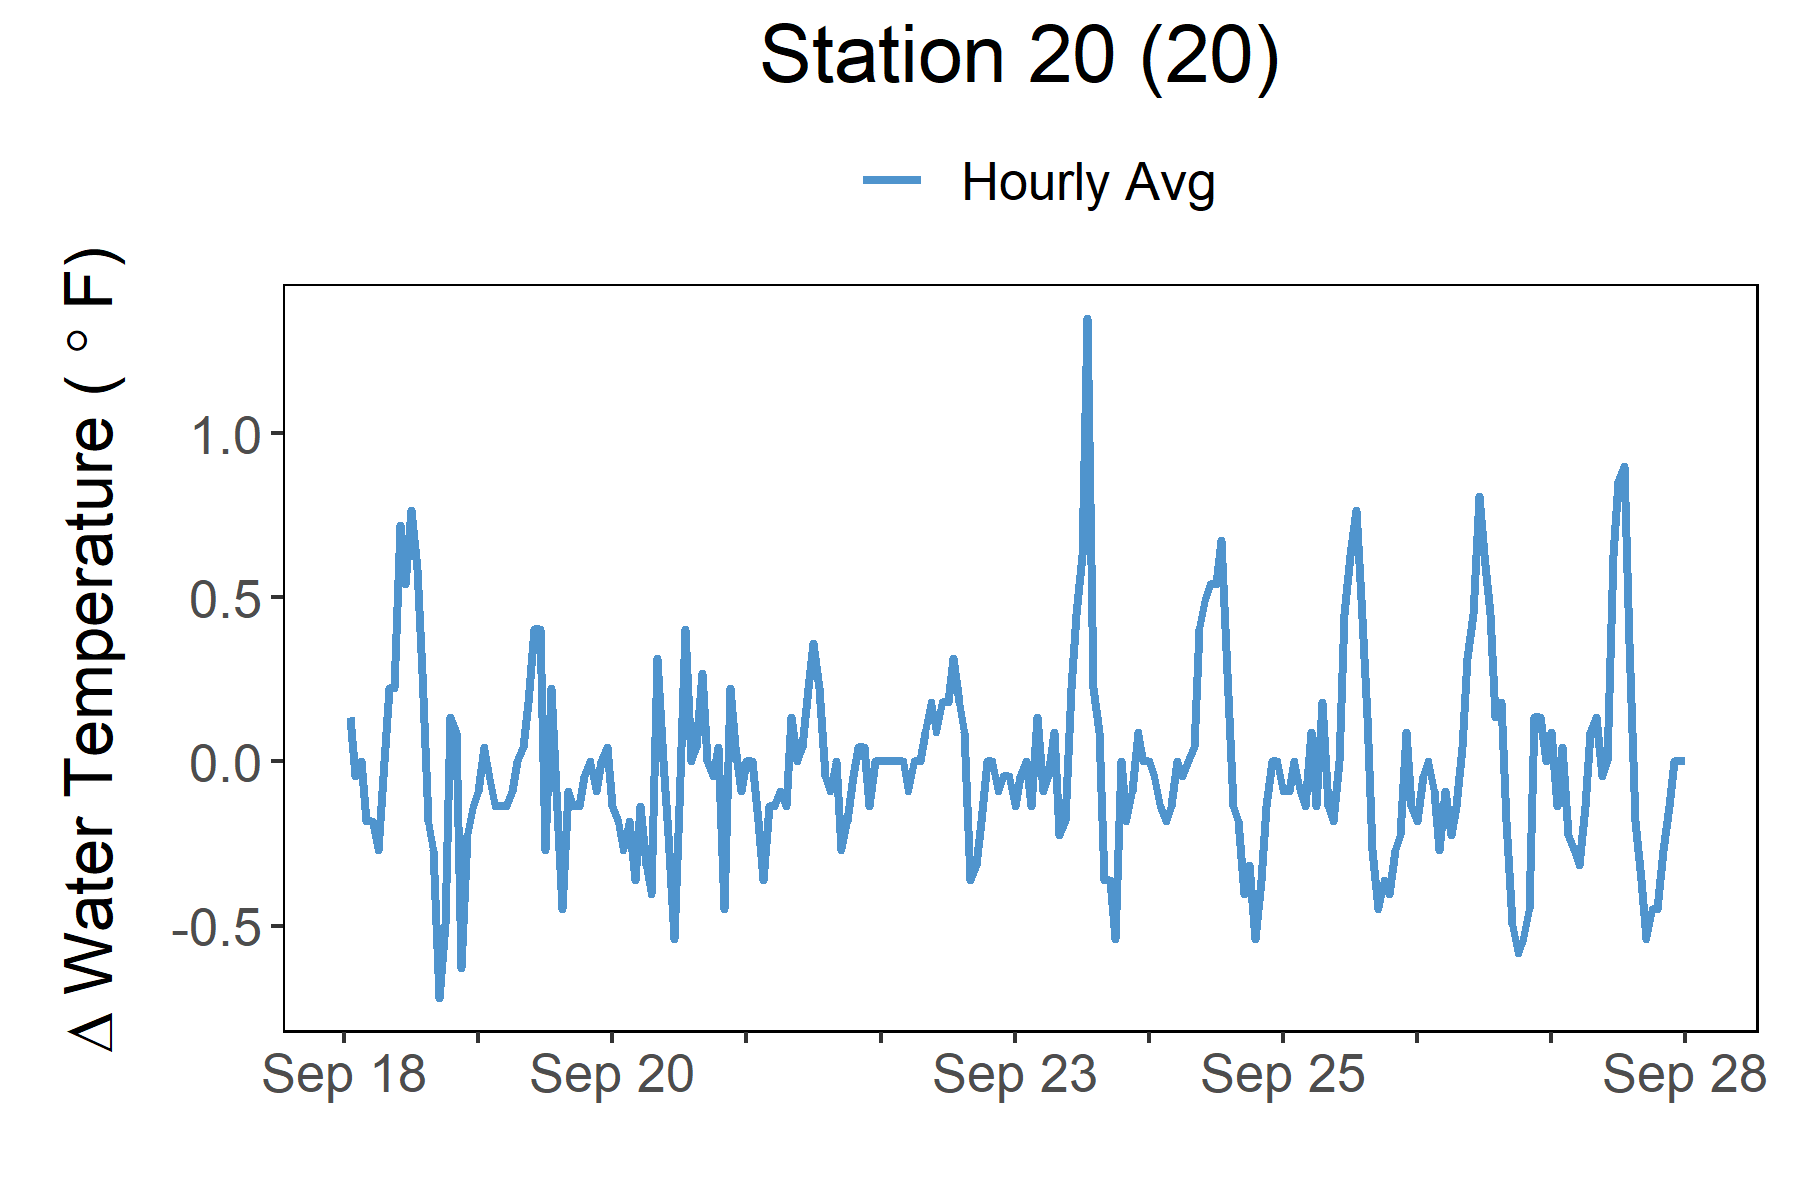 Station 20 (20)
Hourly Avg
Δ Water Temperature ( ° F)
1.0
0.5
0.0
-0.5
Sep 18 Sep 20 Sep 23 Sep 25 Sep 28